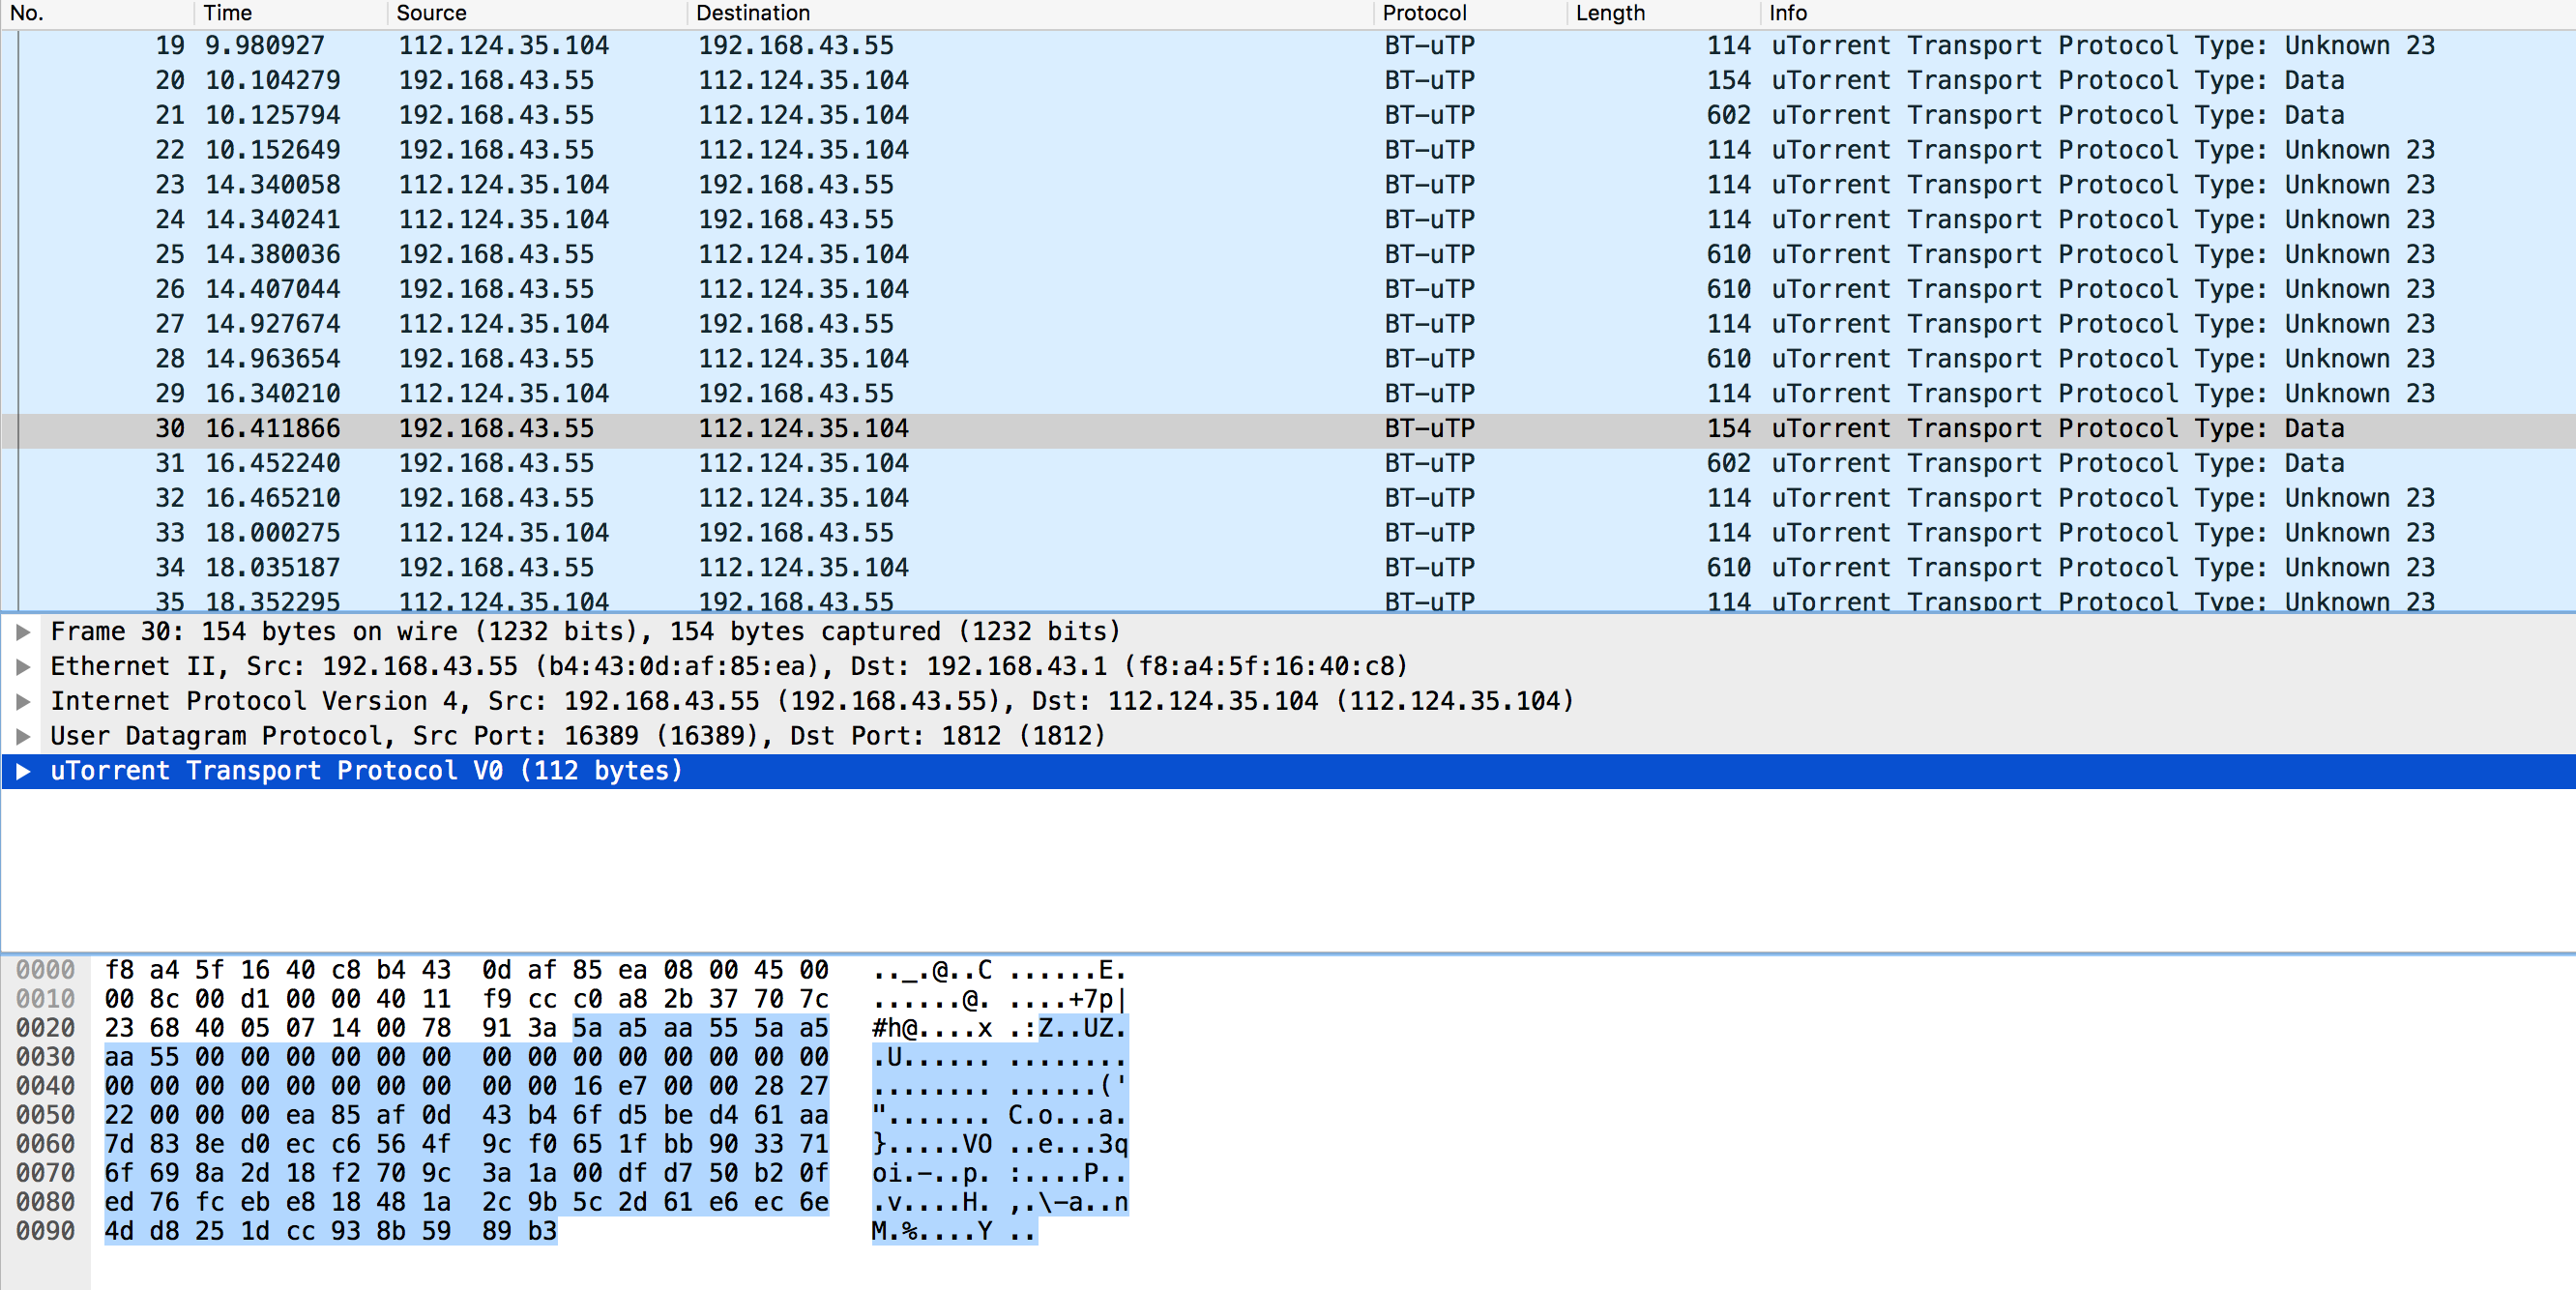 No. Time Source Destination Protocol Length Info
19 9.980927 112.124.35.104 192.168.43.55 BT-uTP 114 uTorrent Transport Protocol Type: Unknown 23
20 10.104279 192.168.43.55 112.124.35.104 BT-uTP 154 uTorrent Transport Protocol Type: Data
21 10.125794 192.168.43.55 112.124.35.104 BT-uTP 602 uTorrent Transport Protocol Type: Data
22 10.152649 192.168.43.55 112.124.35.104 BT-uTP 114 uTorrent Transport Protocol Type: Unknown 23
23 14.340058 112.124.35.104 192.168.43.55 BT-uTP 114 uTorrent Transport Protocol Type: Unknown 23
24 14.340241 112.124.35.104 192.168.43.55 BT-uTP 114 uTorrent Transport Protocol Type: Unknown 23
25 14.380036 192.168.43.55 112.124.35.104 BT-uTP 610 uTorrent Transport Protocol Type: Unknown 23
26 14.407044 192.168.43.55 112.124.35.104 BT-uTP 610 uTorrent Transport Protocol Type: Unknown 23
27 14.927674 112.124.35.104 192.168.43.55 BT-uTP 114 uTorrent Transport Protocol Type: Unknown 23
28 14.963654 192.168.43.55 112.124.35.104 BT-uTP 610 uTorrent Transport Protocol Type: Unknown 23
29 16.340210 112.124.35.104 192.168.43.55 BT-uTP 114 uTorrent Transport Protocol Type: Unknown 23
30 16.411866 192.168.43.55 112.124.35.104 BT-uTP 154 uTorrent Transport Protocol Type: Data
31 16.452240 192.168.43.55 112.124.35.104 BT-uTP 602 uTorrent Transport Protocol Type: Data
32 16.465210 192.168.43.55 112.124.35.104 BT-uTP 114 uTorrent Transport Protocol Type: Unknown 23
33 18.000275 112.124.35.104 192.168.43.55 BT-uTP 114 uTorrent Transport Protocol Type: Unknown 23
34 18.035187 192.168.43.55 112.124.35.104 BT-uTP 610 uTorrent Transport Protocol Type: Unknown 23
35 18.352295 112.124.35.104 192.168.43.55 BT-uTP 114 uTorrent Transport Protocol Type: Unknown 23
Frame 30: 154 bytes on wire (1232 bits), 154 bytes captured (1232 bits)
Ethernet II, Src: 192.168.43.55 (b4:43:0d:af:85:ea), Dst: 192.168.43.1 (f8:a4:5f:16:40:c8)
Internet Protocol Version 4, Src: 192.168.43.55 (192.168.43.55), Dst: 112.124.35.104 (112.124.35.104)
User Datagram Protocol, Src Port: 16389 (16389), Dst Port: 1812 (1812)
uTorrent Transport Protocol V0 (112 bytes)
0000 f8 a4 5f 16 40 c8 b4 43 0d af 85 ea 08 00 45 00 .._.@..C ......E.
0010 00 8c 00 d1 00 00 40 11 f9 cc c0 a8 2b 37 70 7c ......@. ....+7p|
0020 23 68 40 05 07 14 00 78 91 3a 5a a5 aa 55 5a a5 #h@....x .:Z..UZ.
0030 aa 55 00 00 00 00 00 00 00 00 00 00 00 00 00 00 .U...... ........
0040 00 00 00 00 00 00 00 00 00 00 16 e7 00 00 28 27 ........ ......('
0050 22 00 00 00 ea 85 af 0d 43 b4 6f d5 be d4 61 aa "....... C.o...a.
0060 7d 83 8e d0 ec c6 56 4f 9c f0 65 1f bb 90 33 71 }.....VO ..e...3q
0070 6f 69 8a 2d 18 f2 70 9c 3a 1a 00 df d7 50 b2 0f oi.-..p. :....P..
0080 ed 76 fc eb e8 18 48 1a 2c 9b 5c 2d 61 e6 ec 6e .v....H. ,.\-a..n
0090 4d d8 25 1d cc 93 8b 59 89 b3 M.%....Y ..